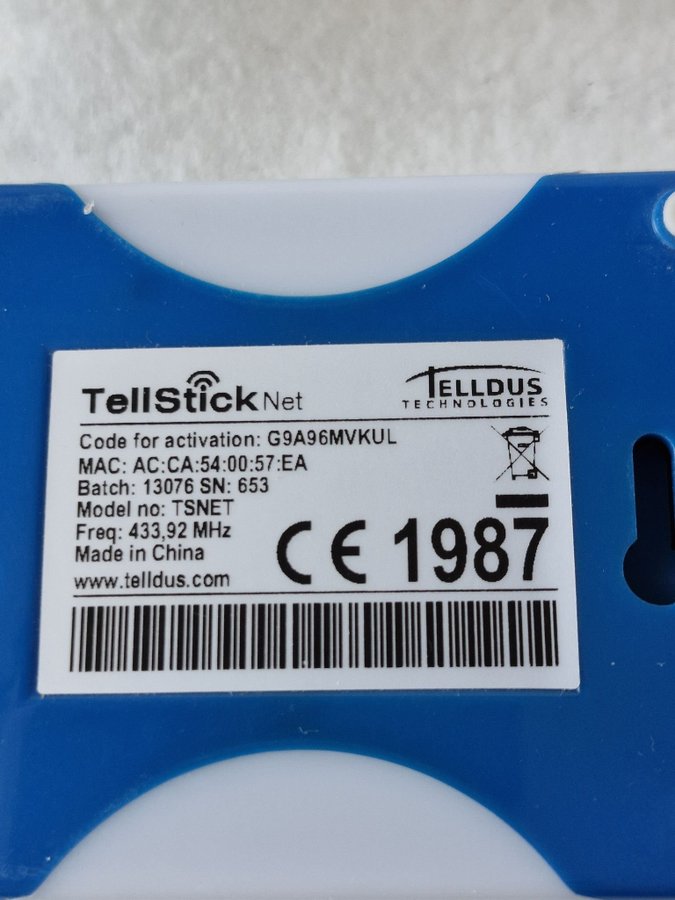 TellStick Net
TELLDUS
TECHNOLOGIES
Code for activation: G9A96MVKUL
MAC: AC:CA:54:00:57:EA
Batch: 13076 SN: 653
Model no: TSNET
Freq: 433,92 MHz
Made in China
www.telldus.com
CE 1987